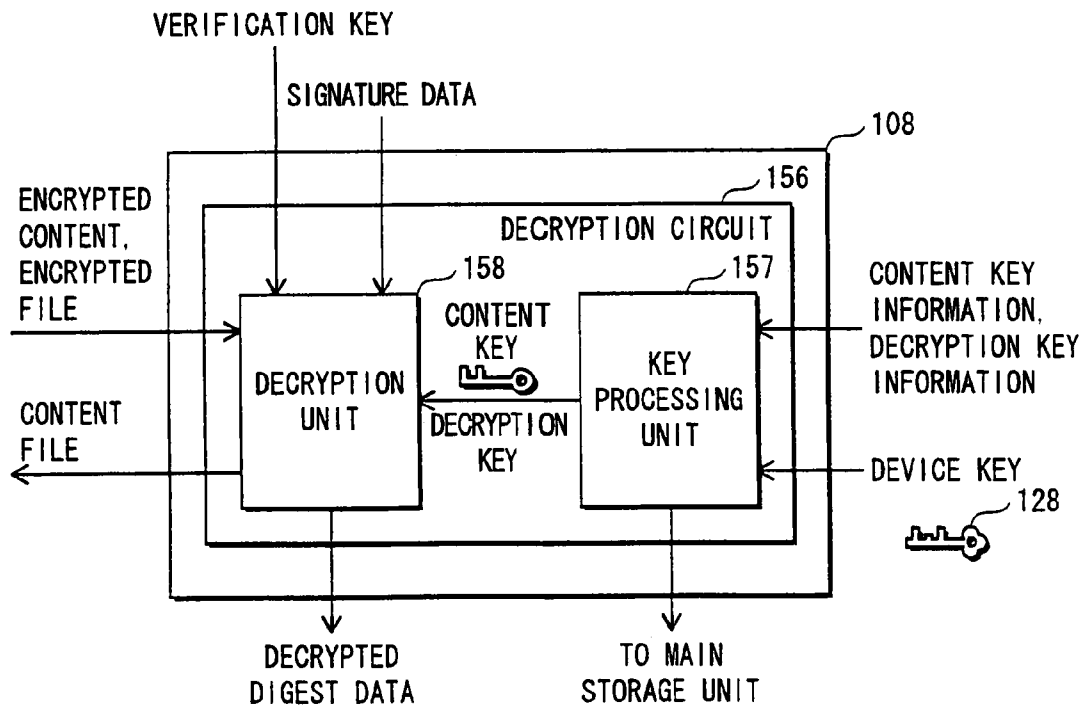 VERIFICATION KEY
SIGNATURE DATA
108
156
ENCRYPTED
CONTENT,
ENCRYPTED
FILE
DECRYPTION CIRCUIT
158
157
CONTENT KEY
INFORMATION,
DECRYPTION KEY
INFORMATION
CONTENT
KEY
DECRYPTION
UNIT
KEY
PROCESSING
UNIT
DECRYPTION
KEY
CONTENT
FILE
DEVICE KEY
128
DECRYPTED
DIGEST DATA
TO MAIN
STORAGE UNIT